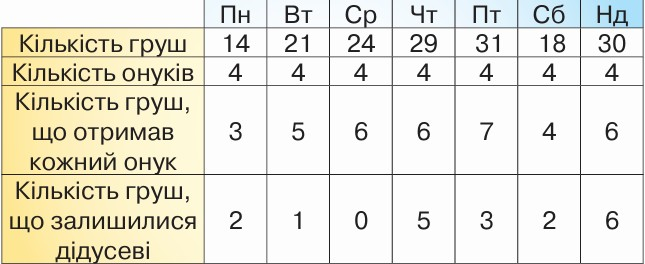 Пн Вт Ср Чт Пт Сб Нд
Кількість груш 14 21 24 29 31 18 30
Кількість онуків 4 4 4 4 4 4 4
Кількість груш,
що отримав 3 5 6 6 7 4 6
кожний онук
Кількість груш,
що залишилися 2 1 0 5 3 2 6
дідусеві